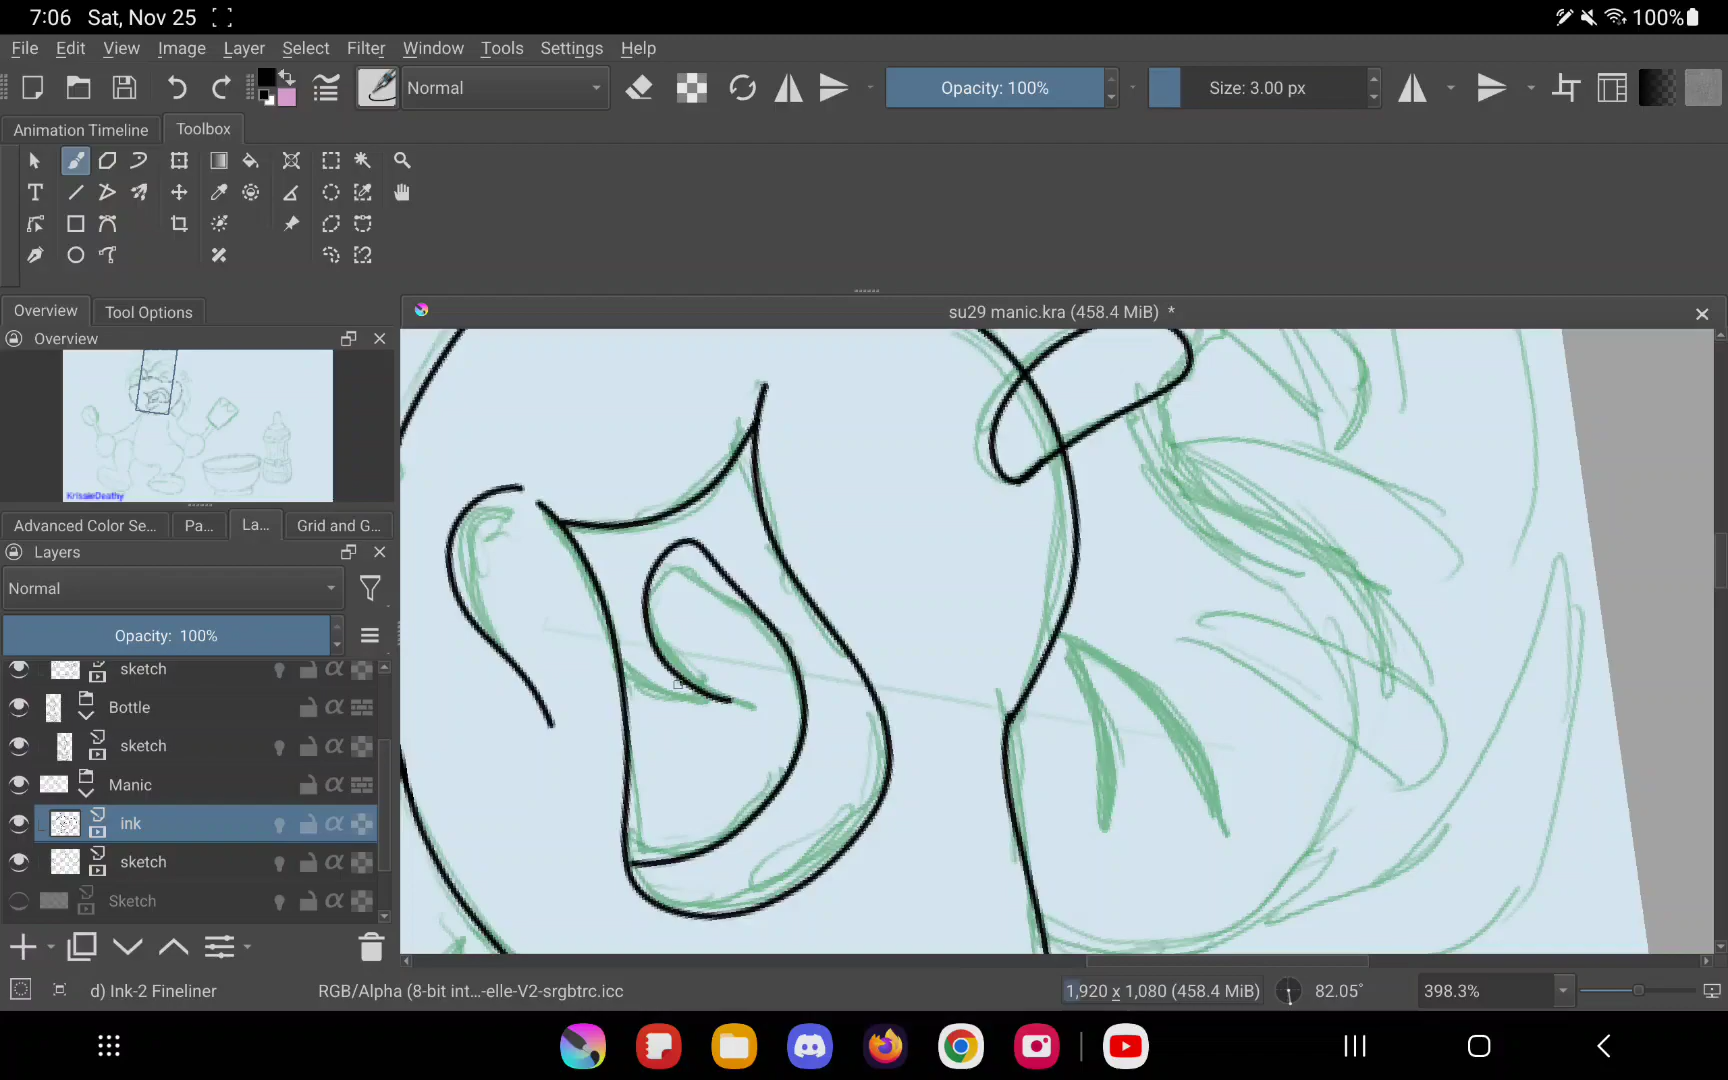 7:06 Sat, Nov 25 100%
File Edit View Image Layer Select Filter Window Tools Settings Help
Normal Opacity: 100% Size: 3.00 px
Animation Timeline Toolbox
Overview Tool Options
su29 manic.kra (458.4 MiB) *
Overview
KrissieDeathy
Advanced Color Se... Pa... La... Grid and G...
Layers
Normal
Opacity: 100%
sketch
Bottle
sketch
Manic
ink
sketch
Sketch
d) Ink-2 Fineliner RGB/Alpha (8-bit int...-elle-V2-srgbtrc.icc 1,920 x 1,080 (458.4 MiB) 82.05° 398.3%